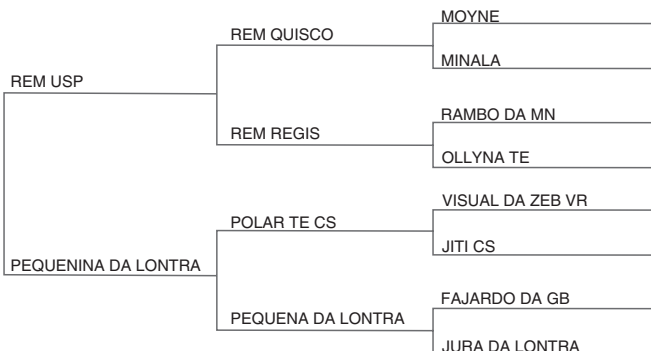 MOYNE
REM QUISCO
MINALA
REM USP
RAMBO DA MN
REM REGIS
OLLYNA TE
VISUAL DA ZEB VR
POLAR TE CS
JITI CS
PEQUENINA DA LONTRA
FAJARDO DA GB
PEQUENA DA LONTRA
JURA DA LONTRA